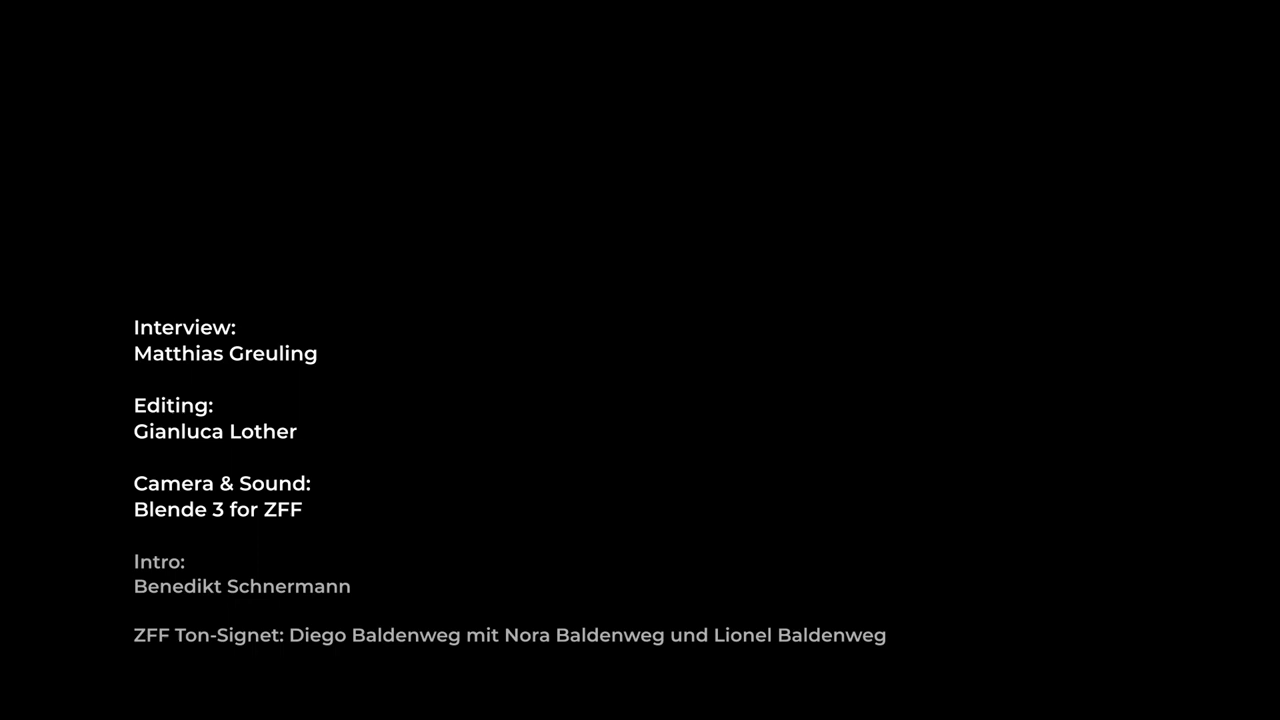 Interview:
Matthias Greuling
Editing:
Gianluca Lother
Camera & Sound:
Blende 3 for ZFF
Intro:
Benedikt Schnermann
ZFF Ton-Signet: Diego Baldenweg mit Nora Baldenweg und Lionel Baldenweg